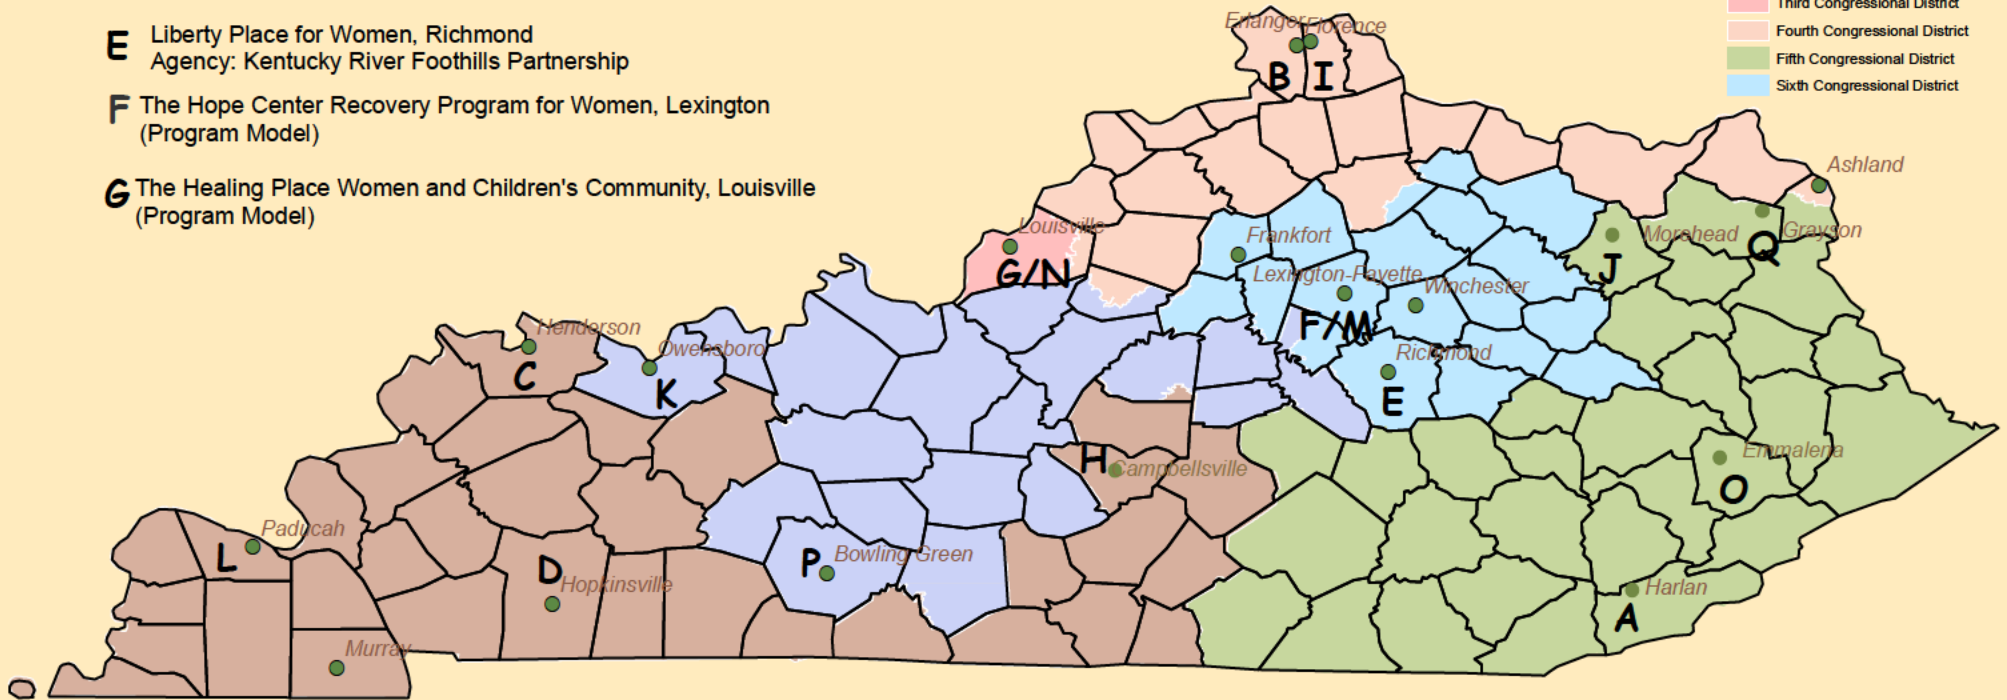 Third Congressional District
Fourth Congressional District
Fifth Congressional District
Sixth Congressional District
E Liberty Place for Women, Richmond
Agency: Kentucky River Foothills Partnership
F The Hope Center Recovery Program for Women, Lexington
(Program Model)
G The Healing Place Women and Children's Community, Louisville
(Program Model)
Erlanger Florence
B I
Ashland
Louisville
G/N
Frankfort
Morehead
Grayson
Q
J
Lexington-Fayette
Winchester
F/M
Henderson
C
Owensboro
K
Richmond
E
H
Campbellsville
Emmalena
O
Paducah
L
D
Hopkinsville
P
Bowling Green
Harlan
A
Murray